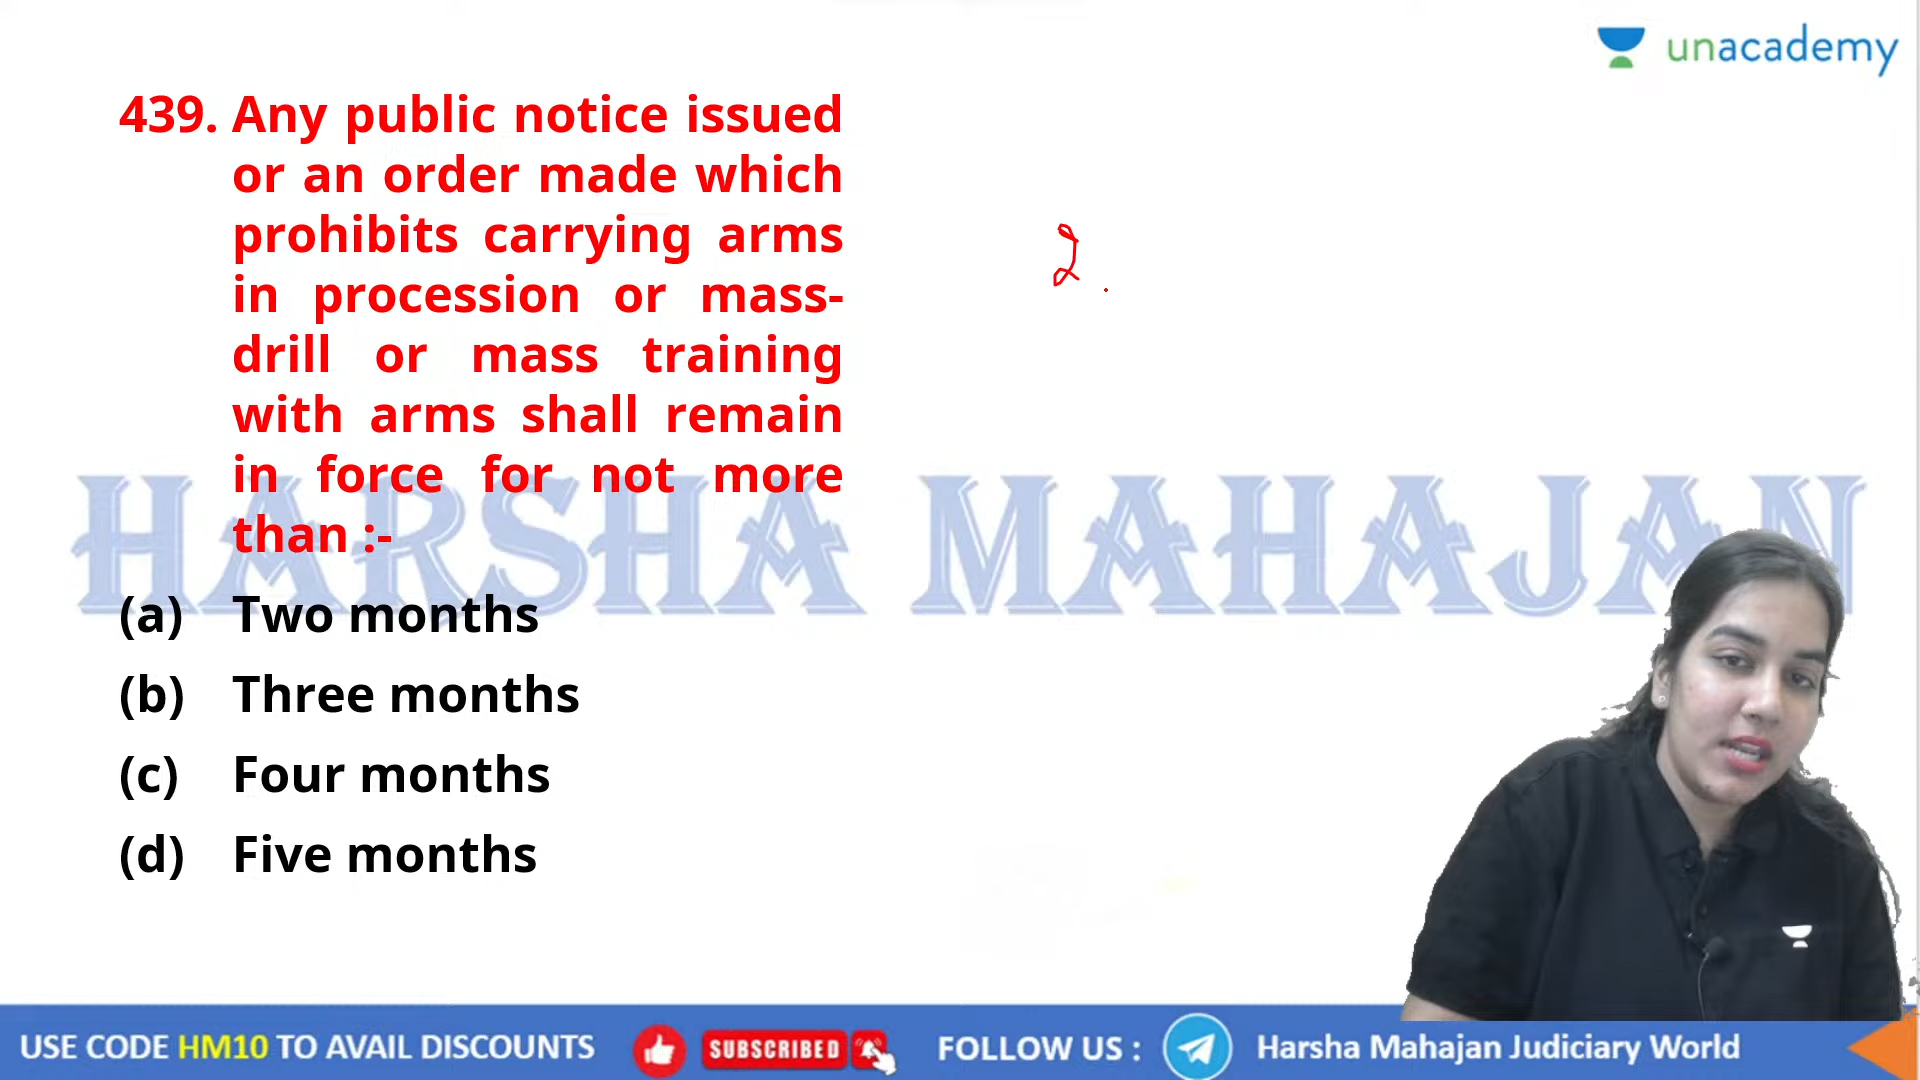 unacademy
439. Any public notice issued
or an order made which
prohibits carrying arms
in procession or mass-
drill or mass training
with arms shall remain
in force for not more
than :-
2
HARSHA MAHAJAN
(a) Two months
(b) Three months
(c) Four months
(d) Five months
USE CODE HM10 TO AVAIL DISCOUNTS SUBSCRIBED FOLLOW US : Harsha Mahajan Judiciary World